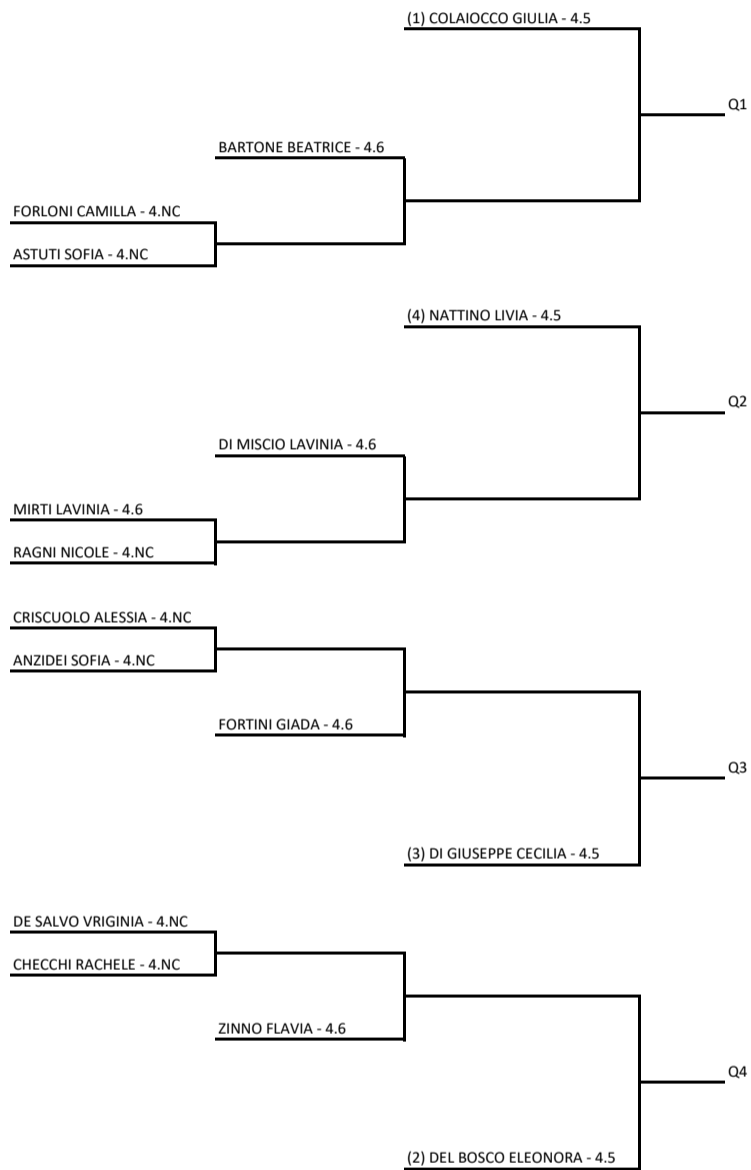 (1) COLAIOCCO GIULIA - 4.5
Q1
BARTONE BEATRICE - 4.6
FORLONI CAMILLA - 4.NC
ASTUTI SOFIA - 4.NC
(4) NATTINO LIVIA - 4.5
Q2
DI MISCIO LAVINIA - 4.6
MIRTI LAVINIA - 4.6
RAGNI NICOLE - 4.NC
CRISCUOLO ALESSIA - 4.NC
ANZIDEI SOFIA - 4.NC
FORTINI GIADA - 4.6
Q3
(3) DI GIUSEPPE CECILIA - 4.5
DE SALVO VRIGINIA - 4.NC
CHECCHI RACHELE - 4.NC
ZINNO FLAVIA - 4.6
Q4
(2) DEL BOSCO ELEONORA - 4.5